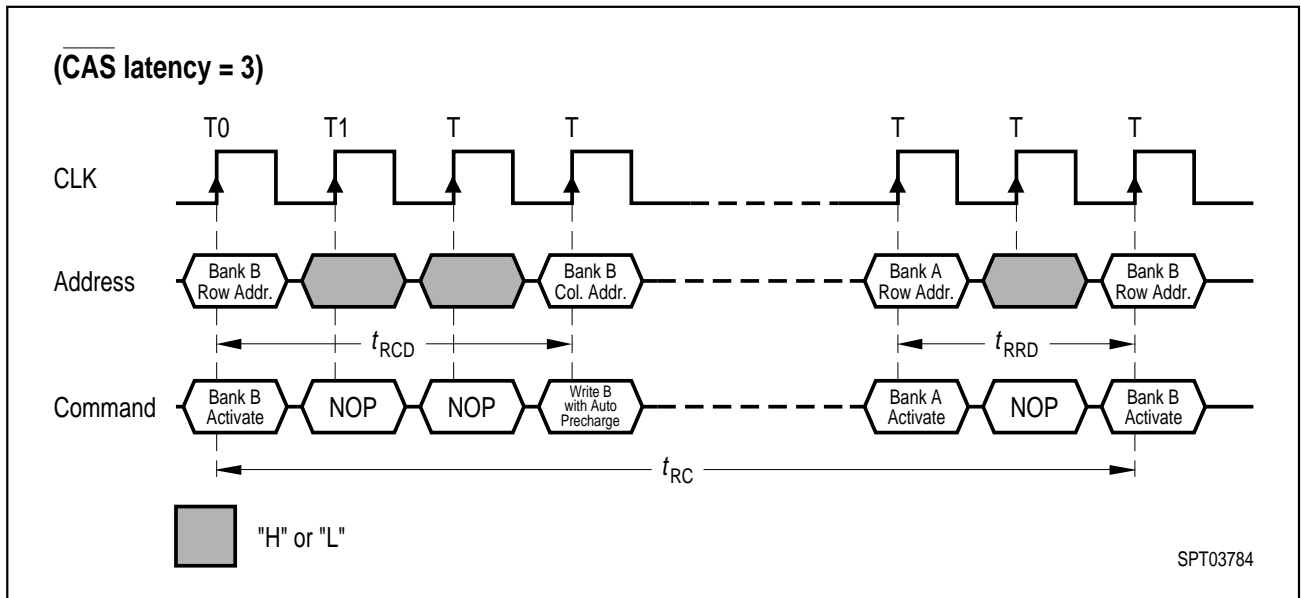 (CAS latency = 3)
T0 T1 T T T T T
CLK
Address
Bank B
Row Addr.
Bank B
Col. Addr.
Bank A
Row Addr.
Bank B
Row Addr.
tRCD
tRRD
Command
Bank B
Activate
NOP
NOP
Write B
with Auto
Precharge
Bank A
Activate
NOP
Bank B
Activate
tRC
"H" or "L"
SPT03784